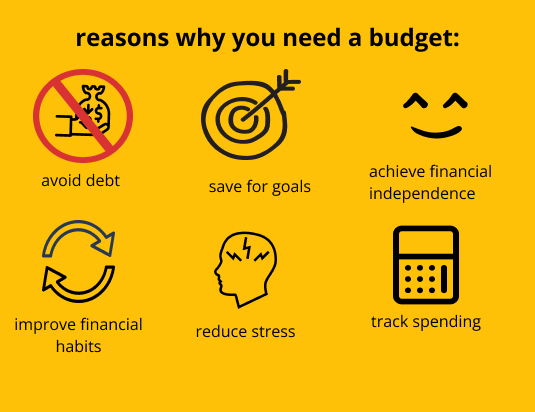 reasons why you need a budget:
avoid debt
save for goals
achieve financial
independence
improve financial
habits
reduce stress
track spending